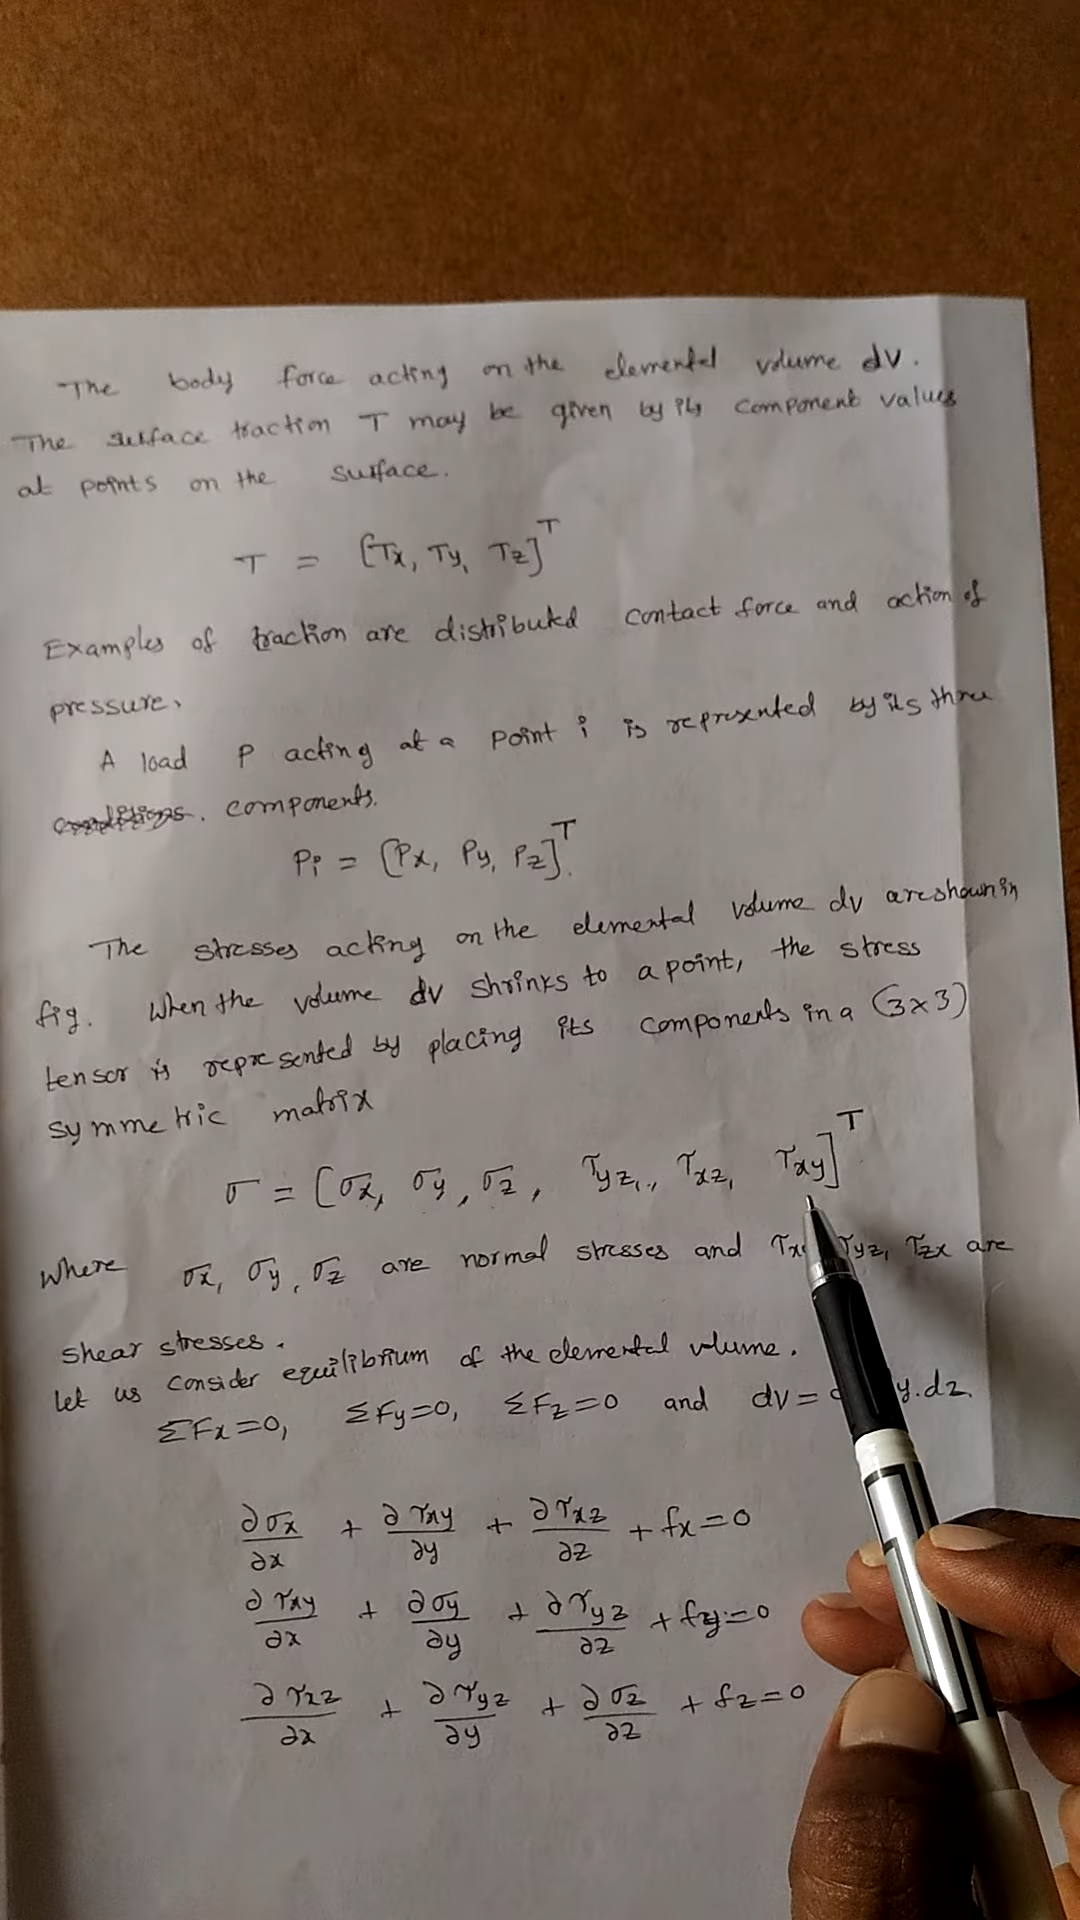 The body force acting on the elemental volume dv.
The surface traction T may be given by its component values
at points on the surface.
T = [Tx, Ty, Tz]^T
Examples of traction are distributed contact force and action of
pressure.
A load P acting at a point i is represented by its three
components.
Pi = [Px, Py, Pz]^T
The stresses acting on the elemental volume dv are shown in
fig. When the volume dv shrinks to a point, the stress
tensor is represented by placing its components in a (3x3)
symmetric matrix
σ = [σx, σy, σz, τyz, τxz, τxy]^T
Where σx, σy, σz are normal stresses and τyz, τzx are
shear stresses.
Let us consider equilibrium of the elemental volume.
ΣFx=0, ΣFy=0, ΣFz=0 and dv= y.dz.
∂σx/∂x + ∂τxy/∂y + ∂τxz/∂z + fx=0
∂τxy/∂x + ∂σy/∂y + ∂τyz/∂z + fy=0
∂τxz/∂x + ∂τyz/∂y + ∂σz/∂z + fz=0